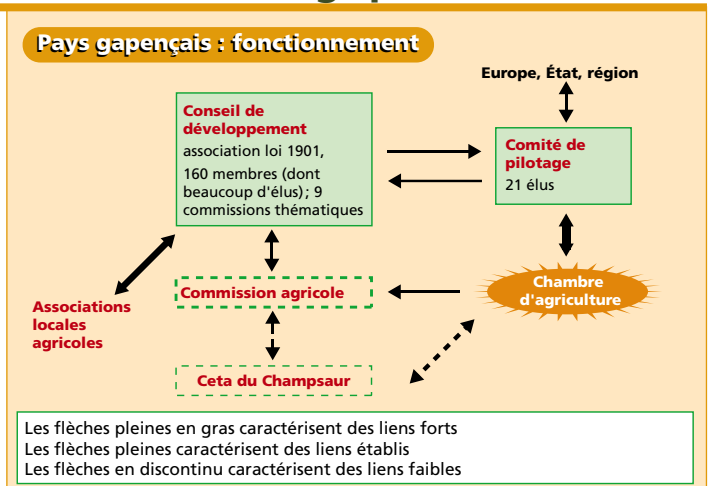 Pays gapençais : fonctionnement
Europe, État, région
Conseil de
développement
association loi 1901,
160 membres (dont
beaucoup d'élus) ; 9
commissions thématiques
Comité de
pilotage
21 élus
Associations
locales
agricoles
Commission agricole
Chambre
d'agriculture
Ceta du Champsaur
Les flèches pleines en gras caractérisent des liens forts
Les flèches pleines caractérisent des liens établis
Les flèches en discontinu caractérisent des liens faibles